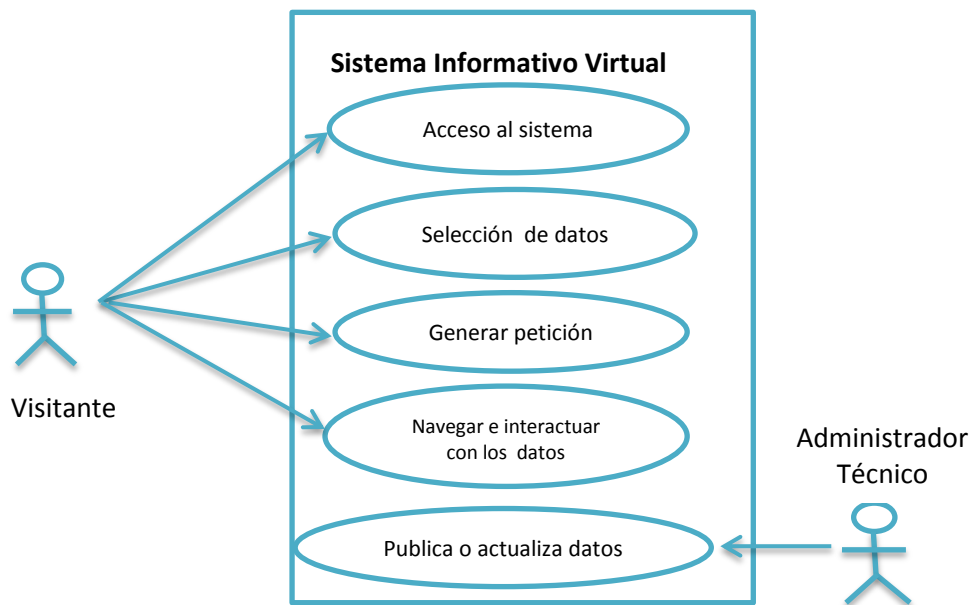 Sistema Informativo Virtual
Acceso al sistema
Selección de datos
Generar petición
Visitante
Navegar e interactuar
con los datos
Administrador
Técnico
Publica o actualiza datos